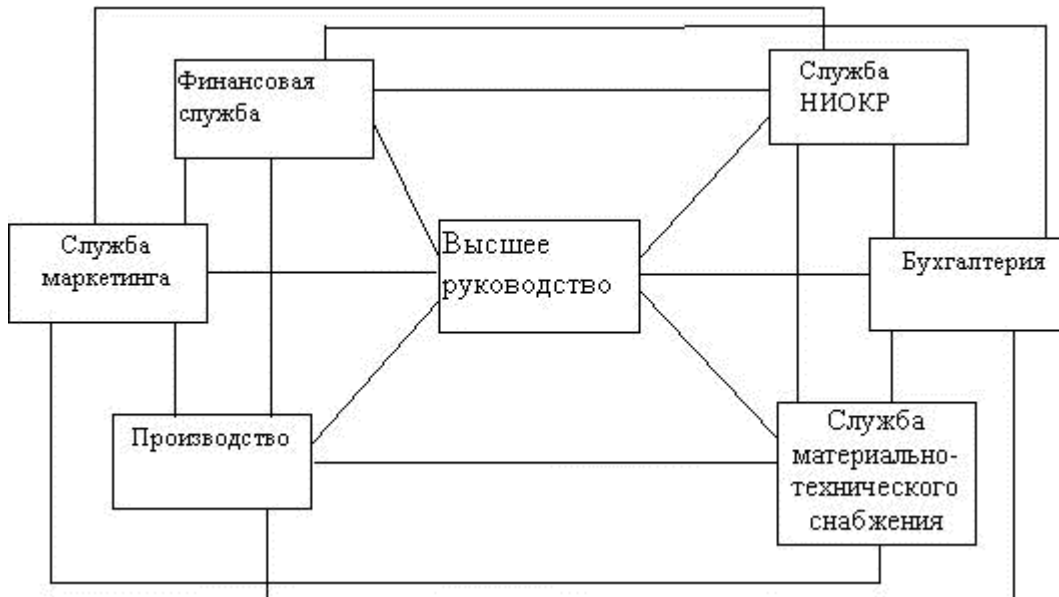 Финансовая
служба
Служба
НИОКР
Служба
маркетинга
Высшее
руководство
Бухгалтерия
Производство
Служба
материально-
технического
снабжения